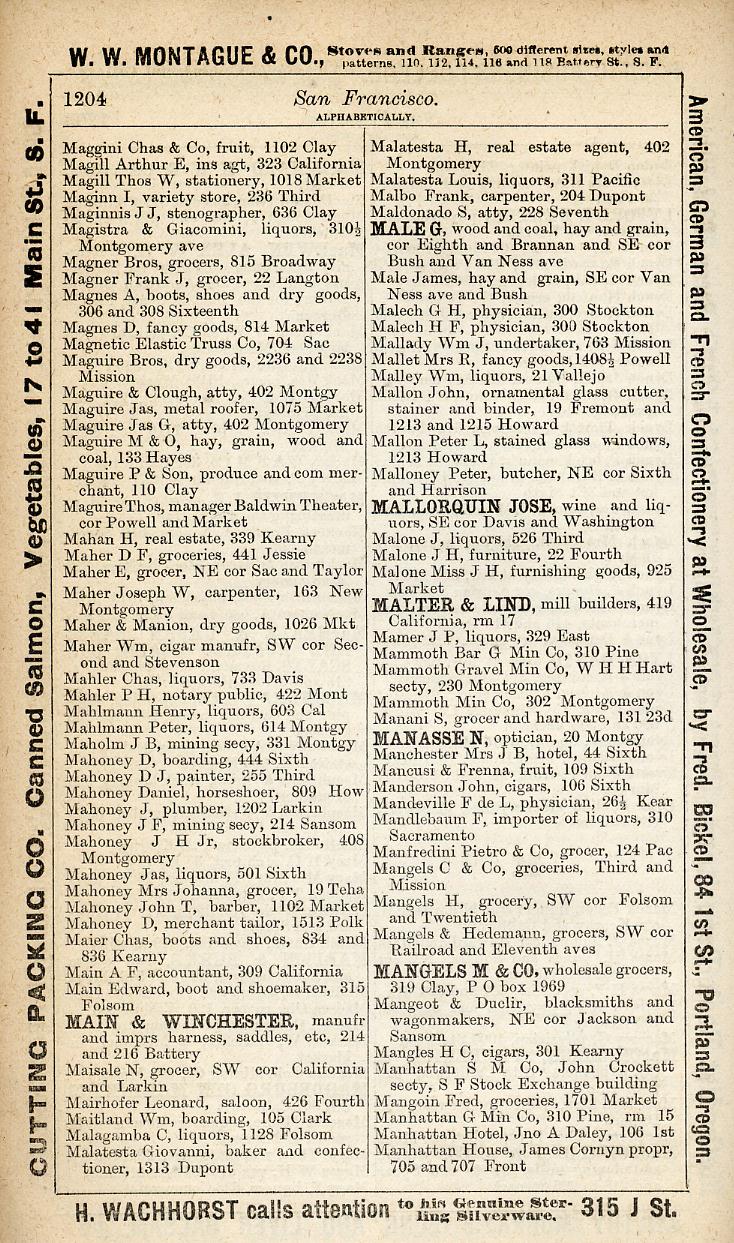 W. W. MONTAGUE & CO., Stoves and Ranges, 500 different sizes, styles and
patterns, 110, 112, 114, 116 and 118 Battery St., S. F.
1204
San Francisco.
ALPHABETICALLY.
Maggini Chas & Co, fruit, 1102 Clay
Magill Arthur E, ins agt, 323 California
Magill Thos W, stationery, 1018 Market
Maginn I, variety store, 236 Third
Maginnis J J, stenographer, 636 Clay
Magistra & Giacomini, liquors, 310½
Montgomery ave
Magner Bros, grocers, 815 Broadway
Magner Frank J, grocer, 22 Langton
Magnes A, boots, shoes and dry goods,
306 and 308 Sixteenth
Magnes D, fancy goods, 814 Market
Magnetic Elastic Truss Co, 704 Sac
Maguire Bros, dry goods, 2236 and 2238
Mission
Maguire & Clough, atty, 402 Montgy
Maguire Jas, metal roofer, 1075 Market
Maguire Jas G, atty, 402 Montgomery
Maguire M & O, hay, grain, wood and
coal, 133 Hayes
Maguire P & Son, produce and com mer-
chant, 110 Clay
Maguire Thos, manager Baldwin Theater,
cor Powell and Market
Mahan H, real estate, 339 Kearny
Maher D F, groceries, 441 Jessie
Maher E, grocer, NE cor Sac and Taylor
Maher Joseph W, carpenter, 163 New
Montgomery
Maher & Manion, dry goods, 1026 Mkt
Maher Wm, cigar manufr, SW cor Sec-
ond and Stevenson
Mahler Chas, liquors, 733 Davis
Mahler P H, notary public, 422 Mont
Mahlmann Henry, liquors, 603 Cal
Mahlmann Peter, liquors, 614 Montgy
Maholm J B, mining secy, 331 Montgy
Mahoney D, boarding, 444 Sixth
Mahoney D J, painter, 255 Third
Mahoney Daniel, horseshoer, 809 How
Mahoney J, plumber, 1202 Larkin
Mahoney J F, mining secy, 214 Sansom
Mahoney J H Jr, stockbroker, 408
Montgomery
Mahoney Jas, liquors, 501 Sixth
Mahoney Mrs Johanna, grocer, 19 Teha
Mahoney John T, barber, 1102 Market
Mahoney D, merchant tailor, 1513 Polk
Maier Chas, boots and shoes, 834 and
836 Kearny
Main A F, accountant, 309 California
Main Edward, boot and shoemaker, 315
Folsom
MAIN & WINCHESTER, manufr
and imprs harness, saddles, etc, 214
and 216 Battery
Maisale N, grocer, SW cor California
and Larkin
Mairhofer Leonard, saloon, 426 Fourth
Maitland Wm, boarding, 105 Clark
Malagamba C, liquors, 1128 Folsom
Malatesta Giovanni, baker and confec-
tioner, 1313 Dupont
Malatesta H, real estate agent, 402
Montgomery
Malatesta Louis, liquors, 311 Pacific
Malbo Frank, carpenter, 204 Dupont
Maldonado S, atty, 228 Seventh
MALE G, wood and coal, hay and grain,
cor Eighth and Brannan and SE cor
Bush and Van Ness ave
Male James, hay and grain, SE cor Van
Ness ave and Bush
Malech G H, physician, 300 Stockton
Malech H F, physician, 300 Stockton
Mallady Wm J, undertaker, 763 Mission
Mallet Mrs R, fancy goods, 1408½ Powell
Malley Wm, liquors, 21 Vallejo
Mallon John, ornamental glass cutter,
stainer and binder, 19 Fremont and
1213 and 1215 Howard
Mallon Peter L, stained glass windows,
1213 Howard
Malloney Peter, butcher, NE cor Sixth
and Harrison
MALLORQUIN JOSE, wine and liq-
uors, SE cor Davis and Washington
Malone J, liquors, 526 Third
Malone J H, furniture, 22 Fourth
Malone Miss J H, furnishing goods, 925
Market
MALTER & LIND, mill builders, 419
California, rm 17
Mamer J P, liquors, 329 East
Mammoth Bar G Min Co, 310 Pine
Mammoth Gravel Min Co, W H H Hart
secty, 230 Montgomery
Mammoth Min Co, 302 Montgomery
Manani S, grocer and hardware, 131 23d
MANASSE N, optician, 20 Montgy
Manchester Mrs J B, hotel, 44 Sixth
Mancusi & Frenna, fruit, 109 Sixth
Manderson John, cigars, 106 Sixth
Mandeville F de L, physician, 26½ Kear
Mandlebaum F, importer of liquors, 310
Sacramento
Manfredini Pietro & Co, grocer, 124 Pac
Mangels C & Co, groceries, Third and
Mission
Mangels H, grocery, SW cor Folsom
and Twentieth
Mangels & Hedemann, grocers, SW cor
Railroad and Eleventh aves
MANGELS M & CO, wholesale grocers,
319 Clay, P O box 1969
Mangeot & Duclir, blacksmiths and
wagonmakers, NE cor Jackson and
Sansom
Mangles H C, cigars, 301 Kearny
Manhattan S M Co, John Crockett
secty, S F Stock Exchange building
Mangoin Fred, groceries, 1701 Market
Manhattan G Min Co, 310 Pine, rm 15
Manhattan Hotel, Jno A Daley, 106 1st
Manhattan House, James Cornyn propr,
705 and 707 Front
CUTTING PACKING CO. Canned Salmon, Vegetables, 17 to 41 Main St., S. F.
American, German and French Confectionery at Wholesale, by Fred. Bickel, 84 1st St., Portland, Oregon.
H. WACHHORST calls attention to his Genuine Ster-
ling Silverware, 315 J St.